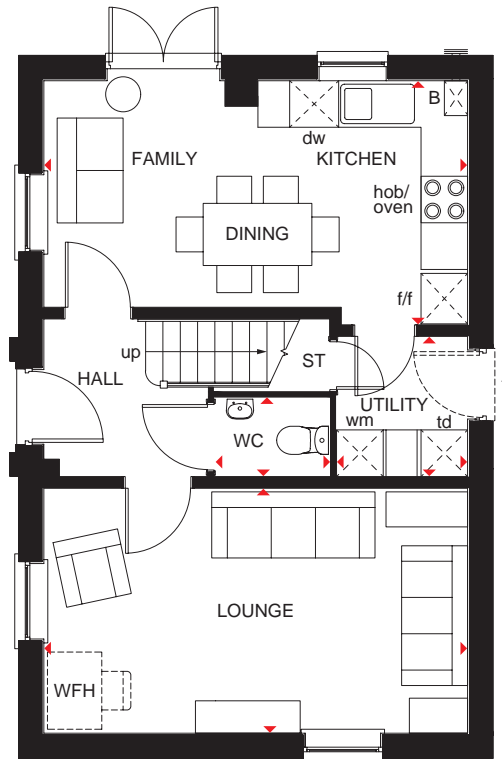 B
dw
FAMILY
KITCHEN
hob/
oven
DINING
f/f
up
ST
HALL
UTILITY
wm
td
WC
LOUNGE
WFH